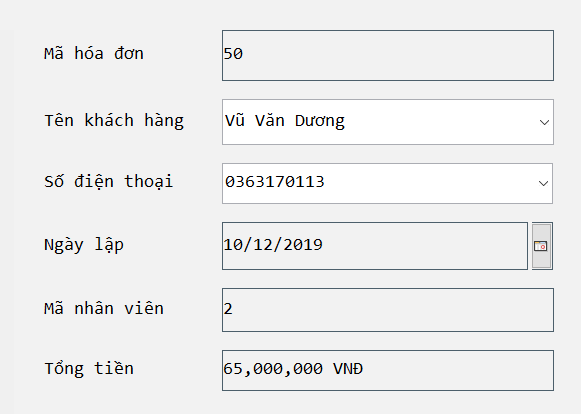 Mã hóa đơn 50
Tên khách hàng Vũ Văn Dương
Số điện thoại 0363170113
Ngày lập 10/12/2019
Mã nhân viên 2
Tổng tiền 65,000,000 VNĐ